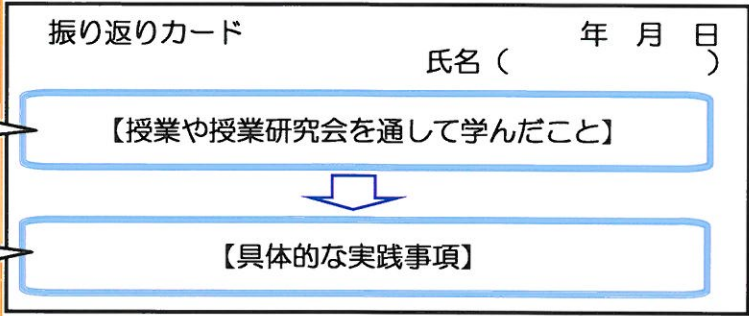 振り返りカード　　　　　年　月　日
氏名（　　　　　）
【授業や授業研究会を通して学んだこと】
【具体的な実践事項】